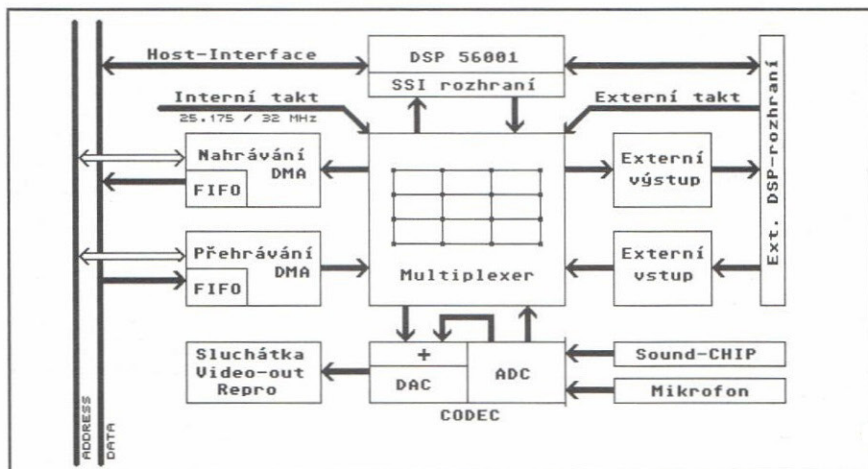 Host-Interface
DSP 56001
SSI rozhraní
Interní takt
25.175 / 32 MHz
Externí takt
Nahrávání
DMA
FIFO
Externí
výstup
Ext. DSP-rozhraní
Přehrávání
DMA
FIFO
Multiplexer
Externí
vstup
Sluchátka
Video-out
Repro
+
DAC
ADC
CODEC
Sound-CHIP
Mikrofon
ADDRESS
DATA